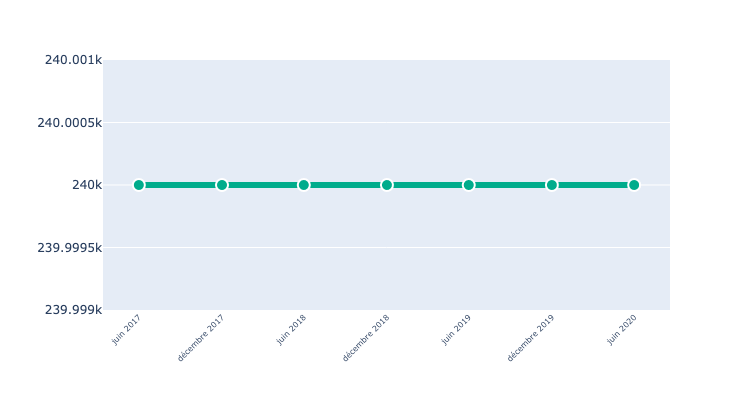 240.001k
240.0005k
240k
239.9995k
239.999k
juin 2017
décembre 2017
juin 2018
décembre 2018
juin 2019
décembre 2019
juin 2020